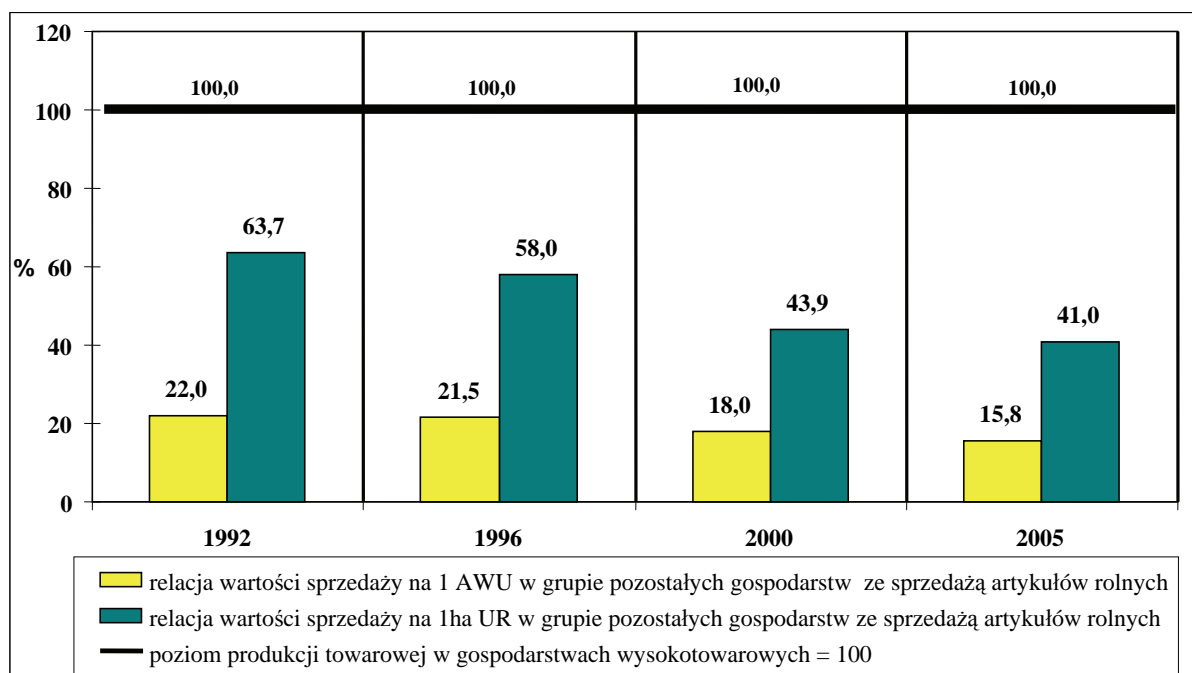 120
100,0 100,0 100,0 100,0
100
80
63,7
58,0
% 60
43,9
41,0
40
22,0 21,5 18,0 15,8
20
0
1992 1996 2000 2005
relacja wartości sprzedaży na 1 AWU w grupie pozostałych gospodarstw ze sprzedażą artykułów rolnych
relacja wartości sprzedaży na 1ha UR w grupie pozostałych gospodarstw ze sprzedażą artykułów rolnych
poziom produkcji towarowej w gospodarstwach wysokotowarowych = 100